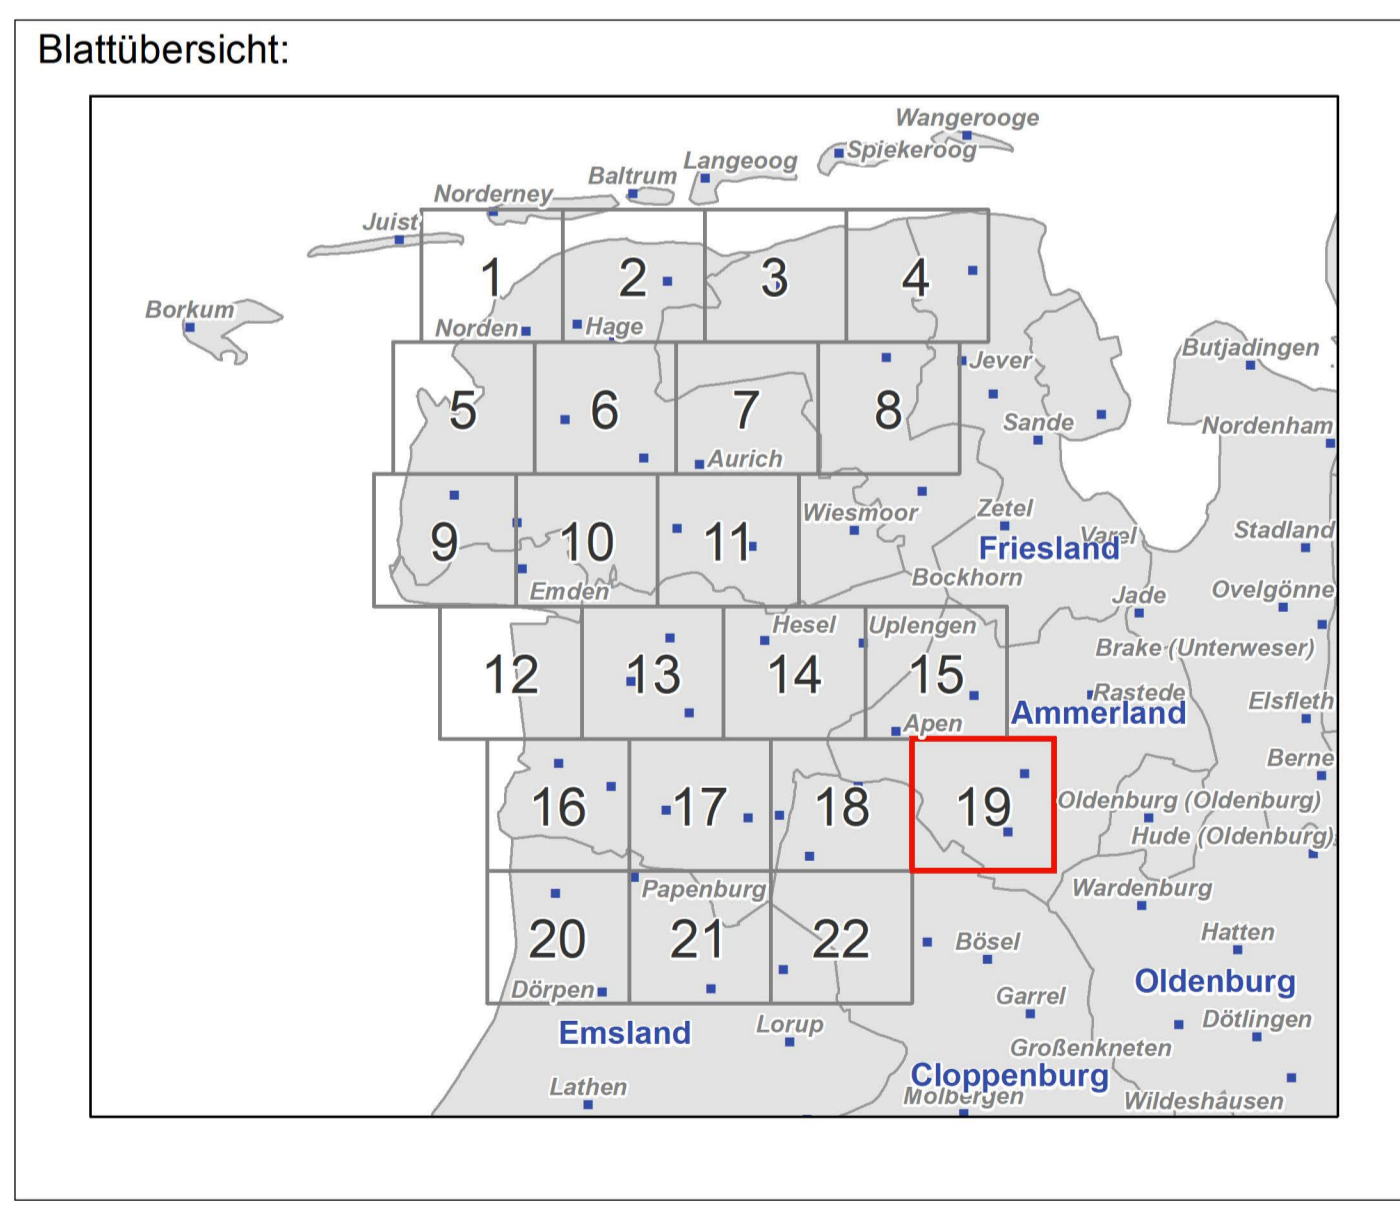 Blattübersicht:
Wangerooge
Spiekeroog
Langeoog
Baltrum
Norderney
Juist
Borkum
1
2
3
4
Norden
Hage
Jever
Butjadingen
5
6
7
8
Sande
Nordenham
Aurich
Wiesmoor
Zetel
Varel
Stadland
9
10
11
Friesland
Emden
Bockhorn
Jade
Ovelgönne
Hesel
Uplengen
Brake (Unterweser)
12
13
14
15
Rastede
Elsfleth
Apen
Ammerland
Berne
16
17
18
19
Oldenburg (Oldenburg)
Hude (Oldenburg)
Papenburg
Wardenburg
20
21
22
Bösel
Hatten
Dörpen
Garrel
Oldenburg
Emsland
Lorup
Dötlingen
Großenkneten
Cloppenburg
Lathen
Molbergen
Wildeshausen